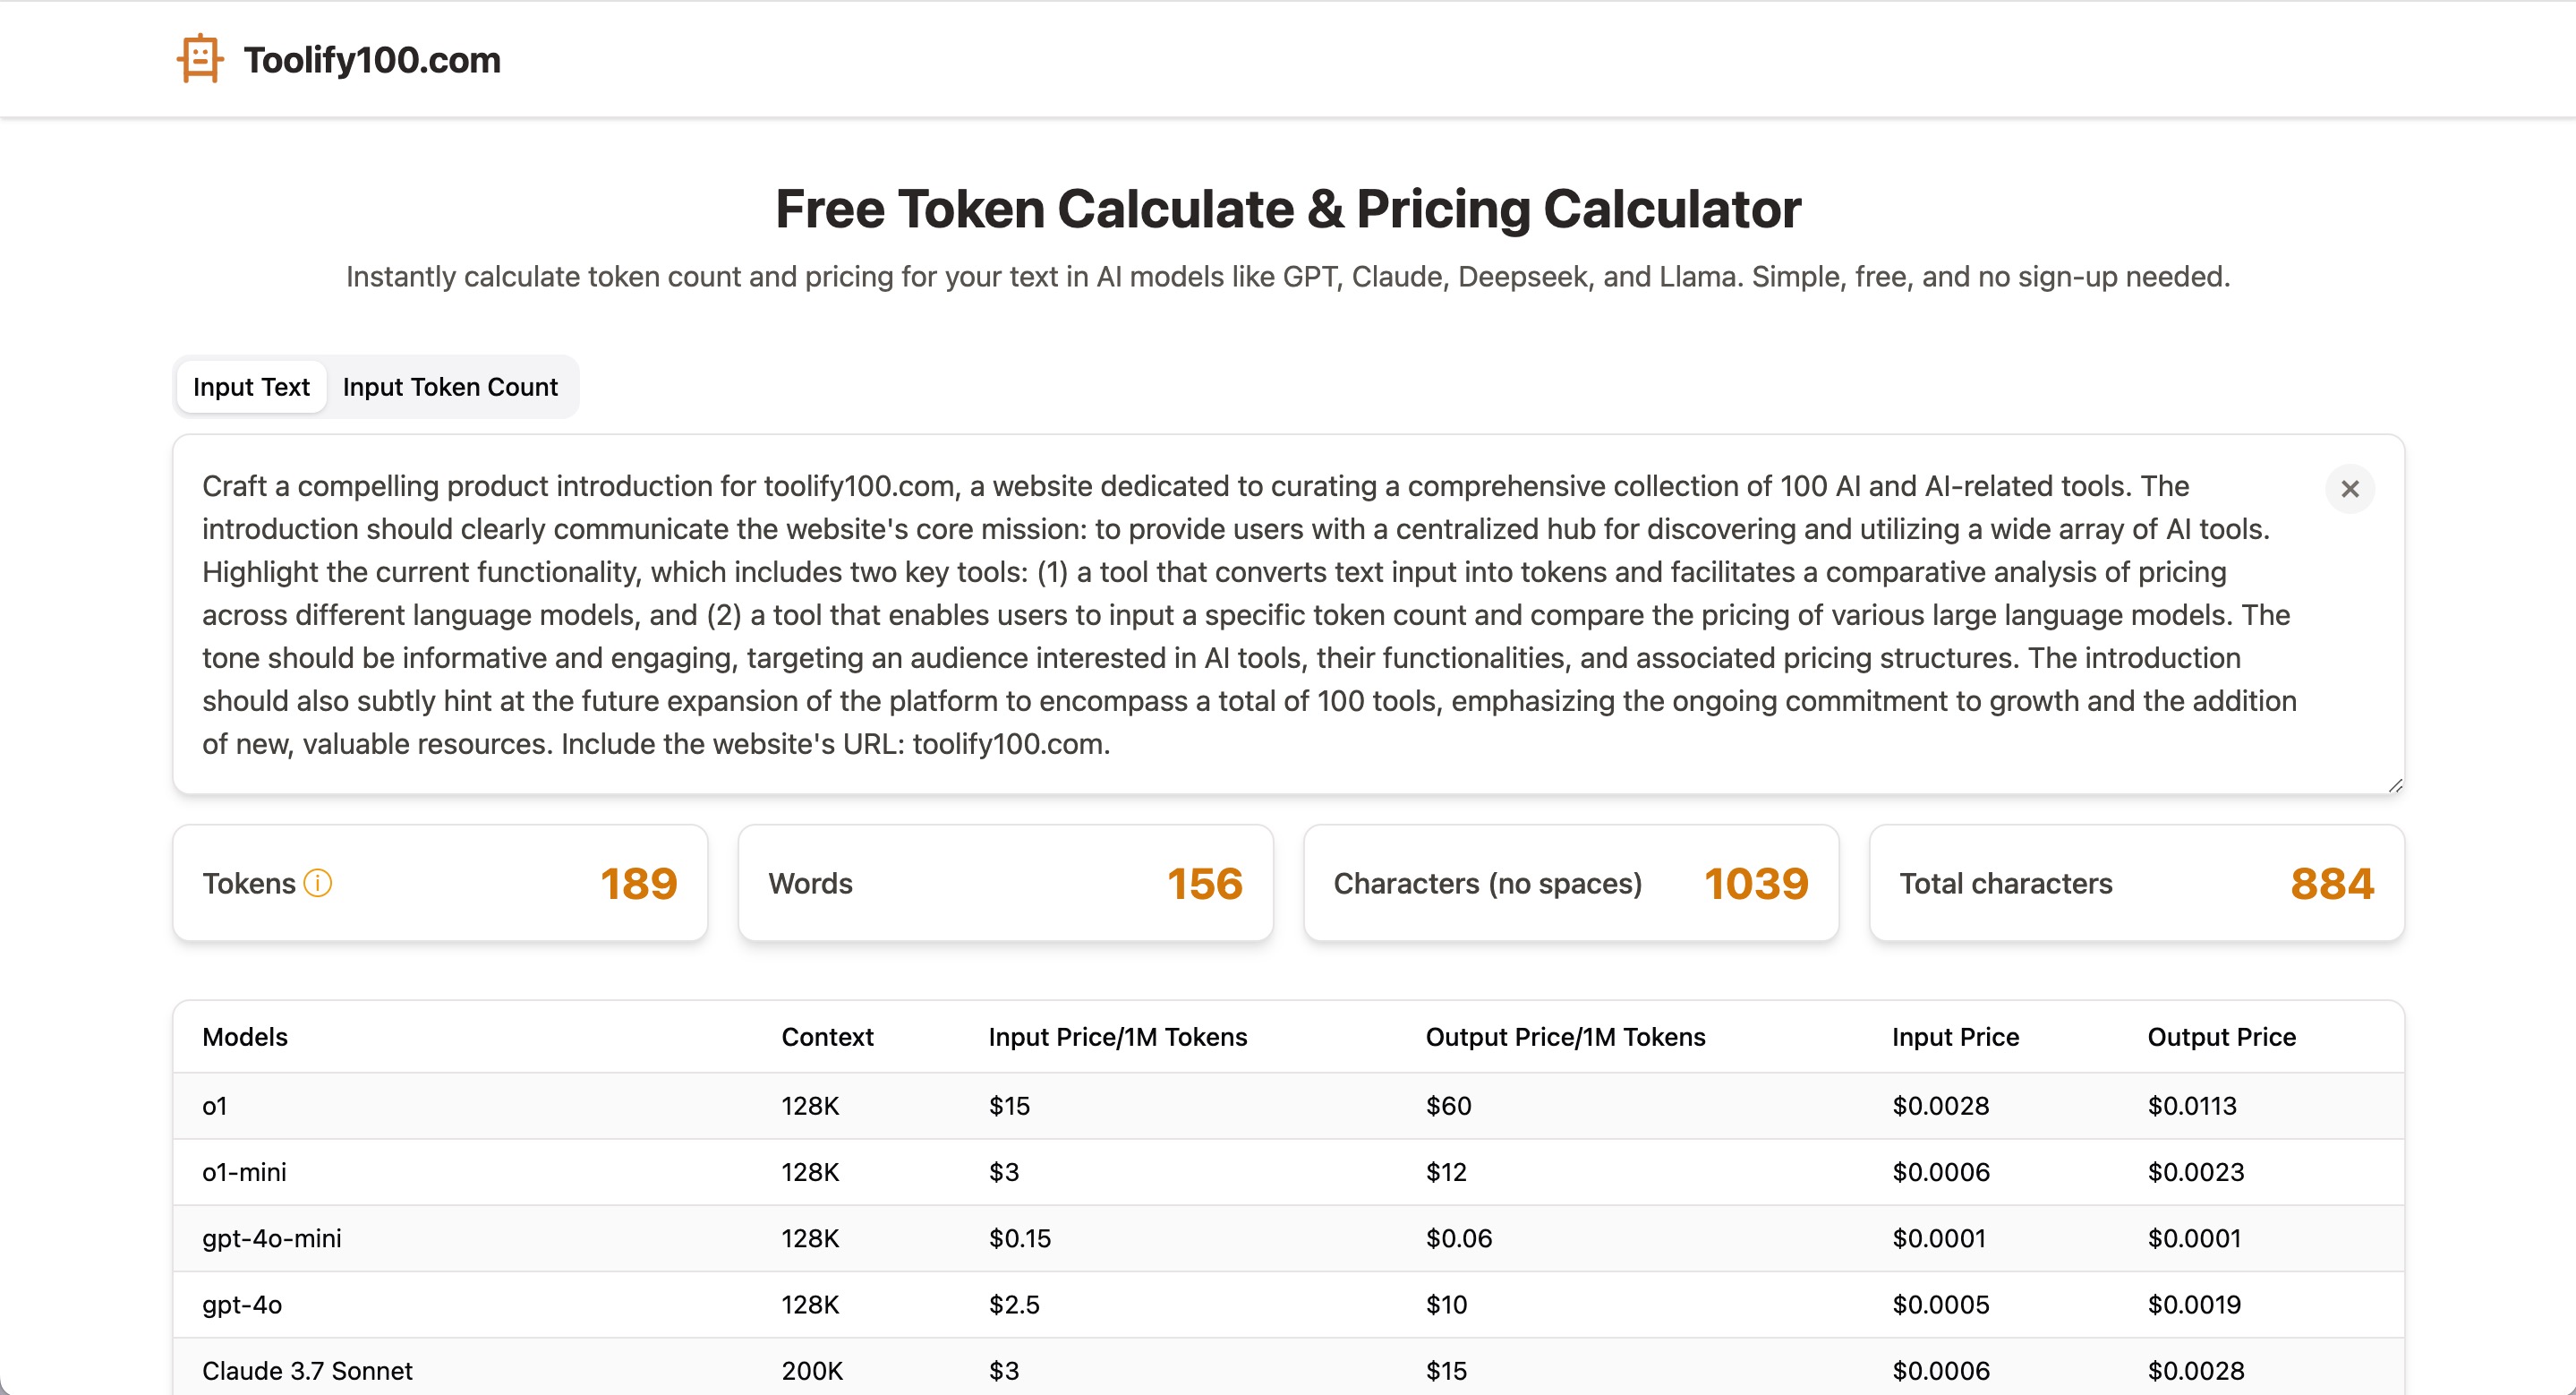 Toolify100.com
Free Token Calculate & Pricing Calculator
Instantly calculate token count and pricing for your text in AI models like GPT, Claude, Deepseek, and Llama. Simple, free, and no sign-up needed.
Input Text Input Token Count
Craft a compelling product introduction for toolify100.com, a website dedicated to curating a comprehensive collection of 100 AI and AI-related tools. The
introduction should clearly communicate the website's core mission: to provide users with a centralized hub for discovering and utilizing a wide array of AI tools.
Highlight the current functionality, which includes two key tools: (1) a tool that converts text input into tokens and facilitates a comparative analysis of pricing
across different language models, and (2) a tool that enables users to input a specific token count and compare the pricing of various large language models. The
tone should be informative and engaging, targeting an audience interested in AI tools, their functionalities, and associated pricing structures. The introduction
should also subtly hint at the future expansion of the platform to encompass a total of 100 tools, emphasizing the ongoing commitment to growth and the addition
of new, valuable resources. Include the website's URL: toolify100.com.
Tokens 189 Words 156 Characters (no spaces) 1039 Total characters 884
Models Context Input Price/1M Tokens Output Price/1M Tokens Input Price Output Price
o1 128K $15 $60 $0.0028 $0.0113
o1-mini 128K $3 $12 $0.0006 $0.0023
gpt-4o-mini 128K $0.15 $0.06 $0.0001 $0.0001
gpt-4o 128K $2.5 $10 $0.0005 $0.0019
Claude 3.7 Sonnet 200K $3 $15 $0.0006 $0.0028